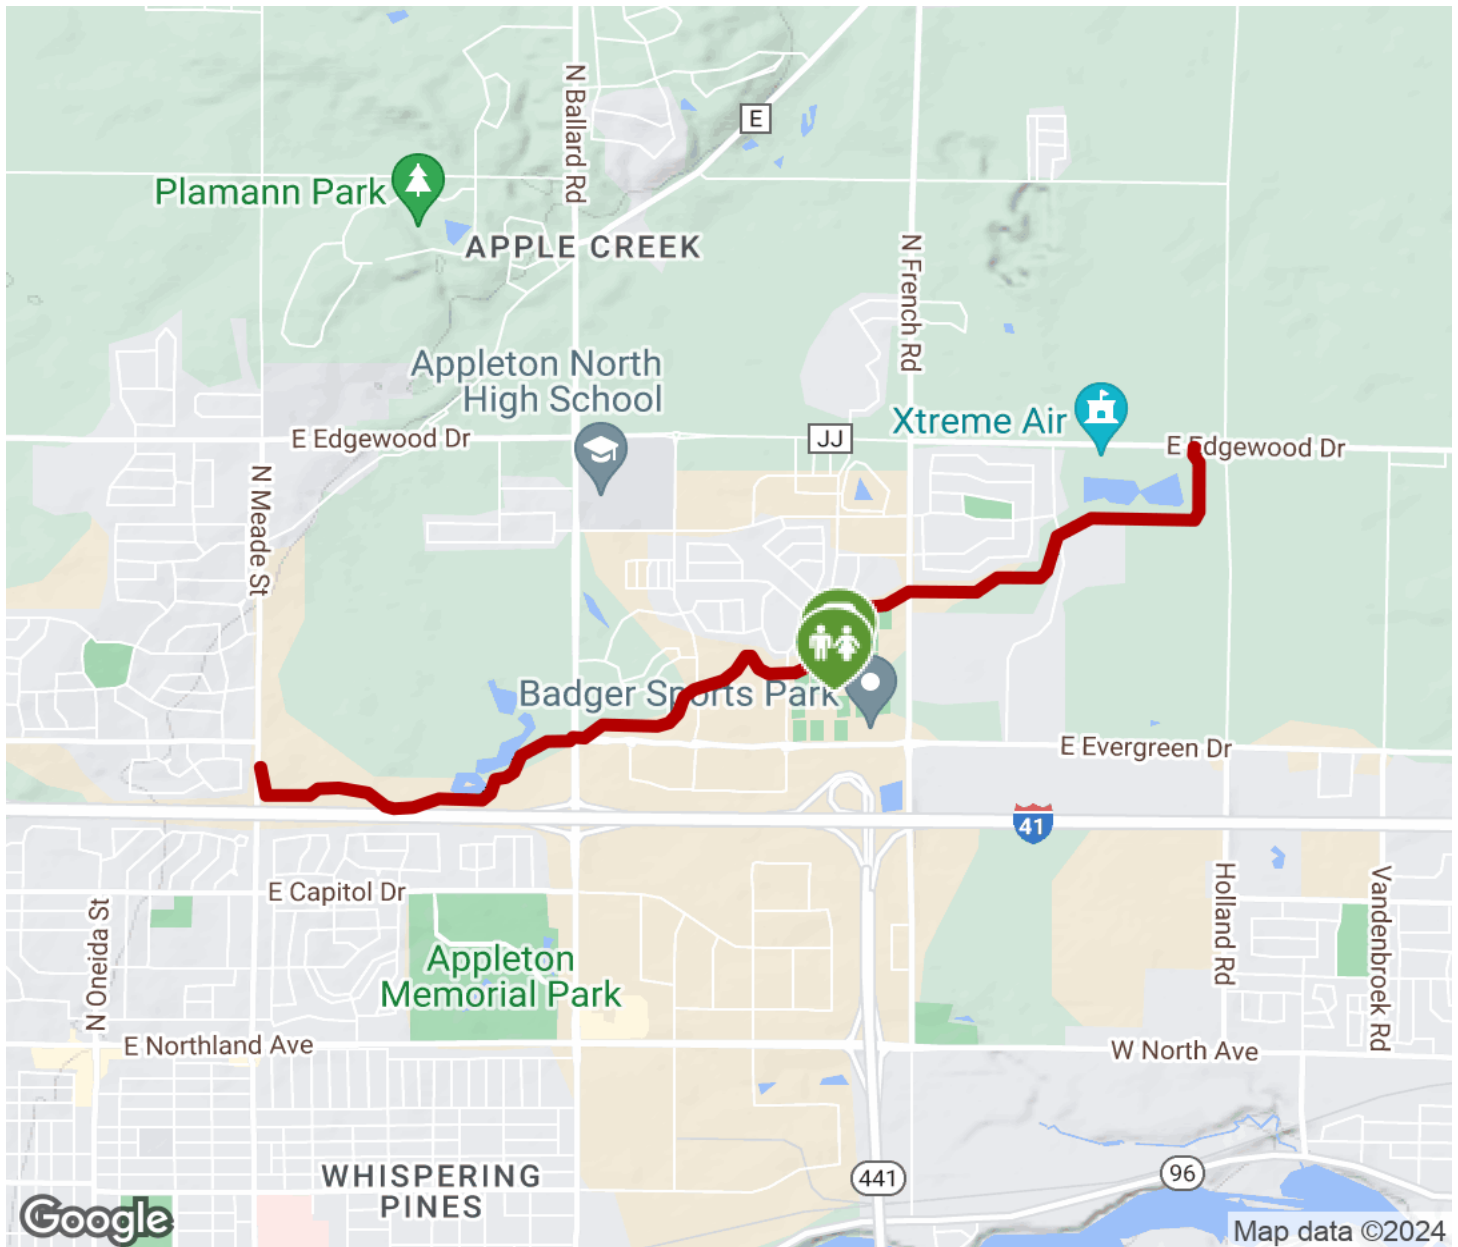 N Ballard Rd
E
Plamann Park
APPLE CREEK
N French Rd
Appleton North
High School
Xtreme Air
E Edgewood Dr
JJ
E Edgewood Dr
N Meade St
Badger Sports Park
E Evergreen Dr
41
E Capitol Dr
Holland Rd
Vandenbroek Rd
N Oneida St
Appleton
Memorial Park
E Northland Ave
W North Ave
WHISPERING
PINES
441
96
Google
Map data ©2024